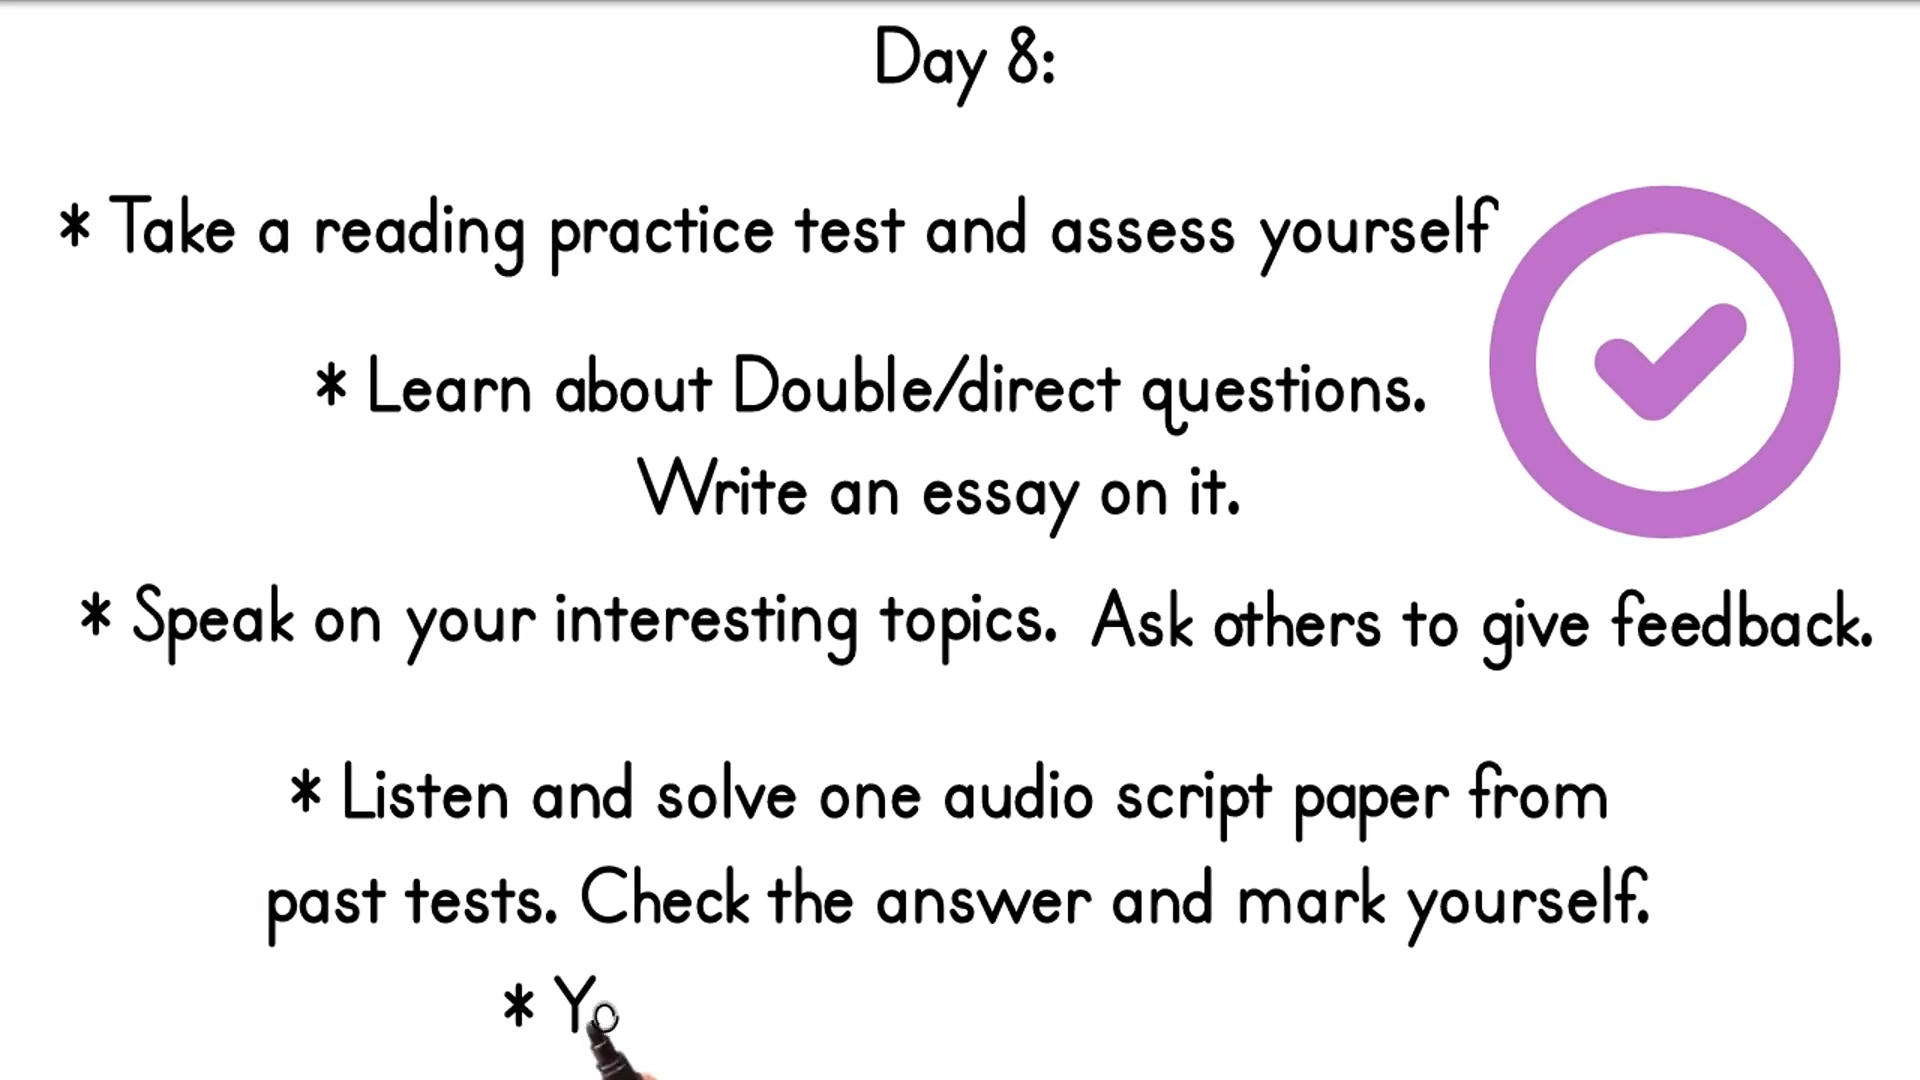 Day 8:
* Take a reading practice test and assess yourself
* Learn about Double/direct questions.
Write an essay on it.
* Speak on your interesting topics. Ask others to give feedback.
* Listen and solve one audio script paper from
past tests. Check the answer and mark yourself.
* Yo